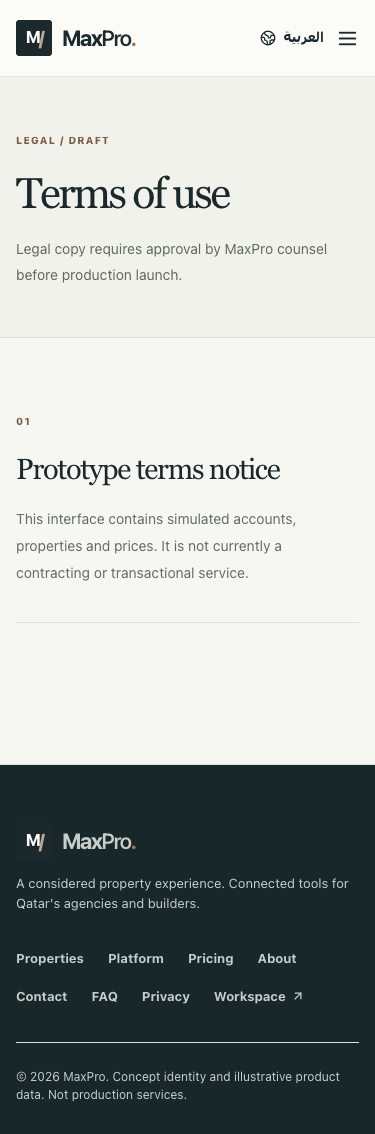 M/ MaxPro.
العربية
LEGAL / DRAFT
Terms of use
Legal copy requires approval by MaxPro counsel
before production launch.
01
Prototype terms notice
This interface contains simulated accounts,
properties and prices. It is not currently a
contracting or transactional service.
M/ MaxPro.
A considered property experience. Connected tools for
Qatar's agencies and builders.
Properties Platform Pricing About
Contact FAQ Privacy Workspace ↗
© 2026 MaxPro. Concept identity and illustrative product
data. Not production services.